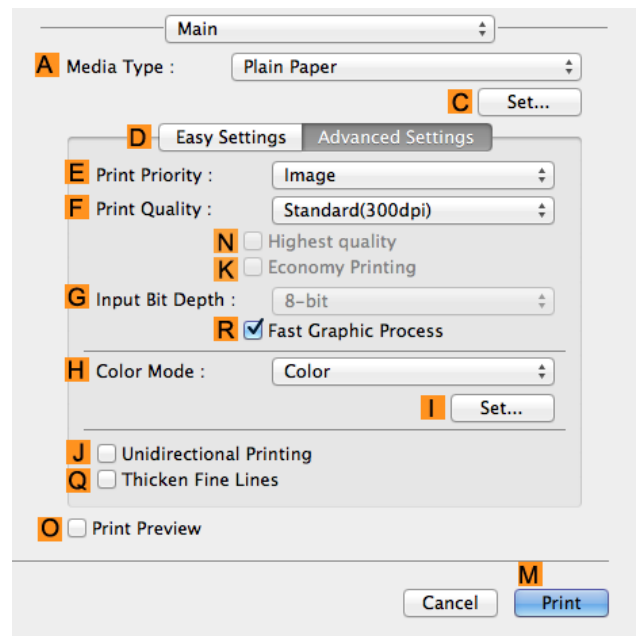 Main
A Media Type : Plain Paper
C Set...
D Easy Settings Advanced Settings
E Print Priority : Image
F Print Quality : Standard(300dpi)
N Highest quality
K Economy Printing
G Input Bit Depth : 8-bit
R Fast Graphic Process
H Color Mode : Color
I Set...
J Unidirectional Printing
Q Thicken Fine Lines
O Print Preview
M
Cancel Print